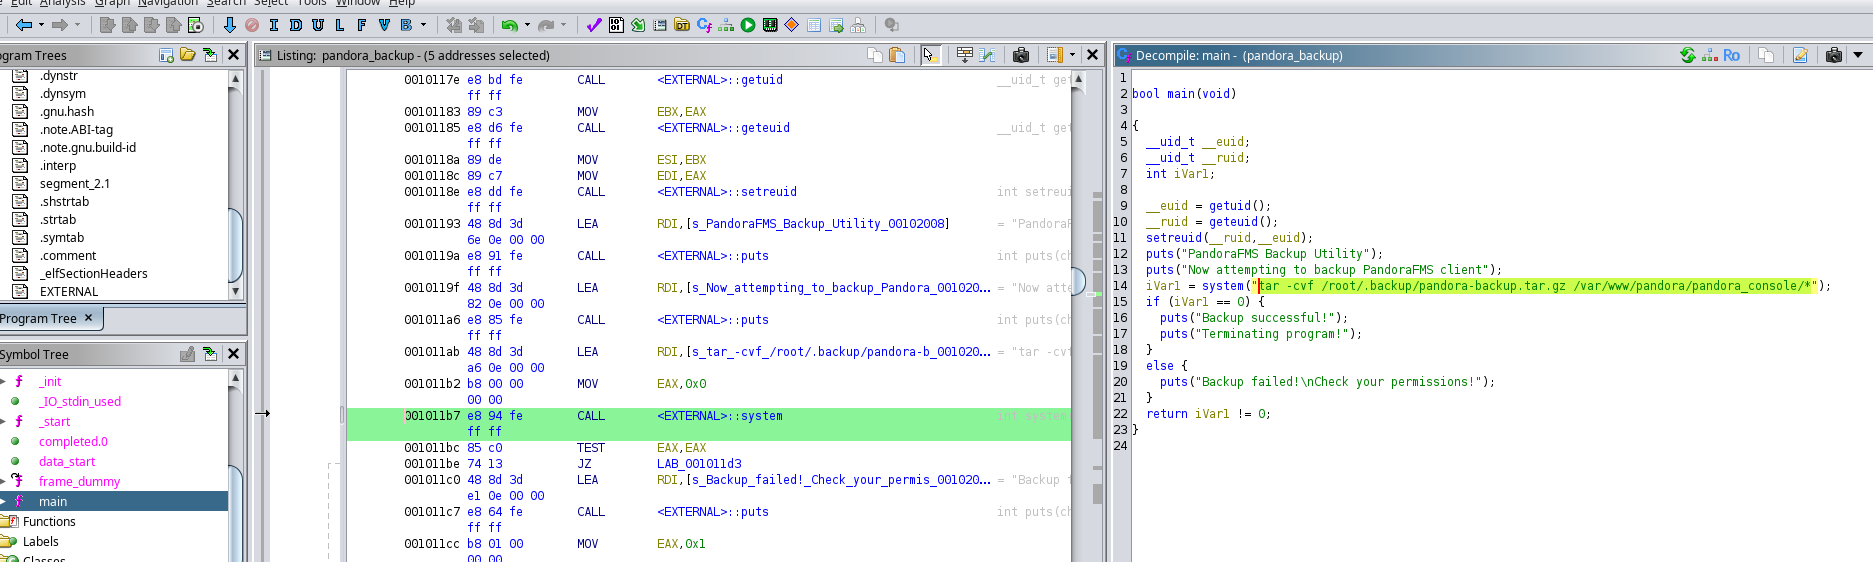 Edit Analysis Graph Navigation Search Select Tools Window Help
I D U L F V B
DT
Cf
ogram Trees
.dynstr
.dynsym
.gnu.hash
.note.ABI-tag
.note.gnu.build-id
.interp
segment_2.1
.shstrtab
.strtab
.symtab
.comment
_elfSectionHeaders
EXTERNAL
Program Tree
Symbol Tree
f _init
_IO_stdin_used
f _start
completed.0
data_start
f frame_dummy
f main
Functions
Labels
Classes
Listing: pandora_backup - (5 addresses selected)
0010117e e8 bd fe CALL <EXTERNAL>::getuid __uid_t get
ff ff
00101183 89 c3 MOV EBX,EAX
00101185 e8 d6 fe CALL <EXTERNAL>::geteuid __uid_t get
ff ff
0010118a 89 de MOV ESI,EBX
0010118c 89 c7 MOV EDI,EAX
0010118e e8 dd fe CALL <EXTERNAL>::setreuid int setreui
ff ff
00101193 48 8d 3d LEA RDI,[s_PandoraFMS_Backup_Utility_00102008] = "PandoraF
6e 0e 00 00
0010119a e8 91 fe CALL <EXTERNAL>::puts int puts(ch
ff ff
0010119f 48 8d 3d LEA RDI,[s_Now_attempting_to_backup_Pandora_001020... = "Now atte
82 0e 00 00
001011a6 e8 85 fe CALL <EXTERNAL>::puts int puts(ch
ff ff
001011ab 48 8d 3d LEA RDI,[s_tar_-cvf_/root/.backup/pandora-b_001020... = "tar -cvf
a6 0e 00 00
001011b2 b8 00 00 MOV EAX,0x0
00 00
001011b7 e8 94 fe CALL <EXTERNAL>::system int system
ff ff
001011bc 85 c0 TEST EAX,EAX
001011be 74 13 JZ LAB_001011d3
001011c0 48 8d 3d LEA RDI,[s_Backup_failed!_Check_your_permis_001020... = "Backup f
e1 0e 00 00
001011c7 e8 64 fe CALL <EXTERNAL>::puts int puts(ch
ff ff
001011cc b8 01 00 MOV EAX,0x1
00 00
Cf Decompile: main - (pandora_backup)
Ro
1
2 bool main(void)
3
4 {
5 __uid_t __euid;
6 __uid_t __ruid;
7 int iVar1;
8
9 __euid = getuid();
10 __ruid = geteuid();
11 setreuid(__ruid,__euid);
12 puts("PandoraFMS Backup Utility");
13 puts("Now attempting to backup PandoraFMS client");
14 iVar1 = system("tar -cvf /root/.backup/pandora-backup.tar.gz /var/www/pandora/pandora_console/*");
15 if (iVar1 == 0) {
16 puts("Backup successful!");
17 puts("Terminating program!");
18 }
19 else {
20 puts("Backup failed!\nCheck your permissions!");
21 }
22 return iVar1 != 0;
23 }
24